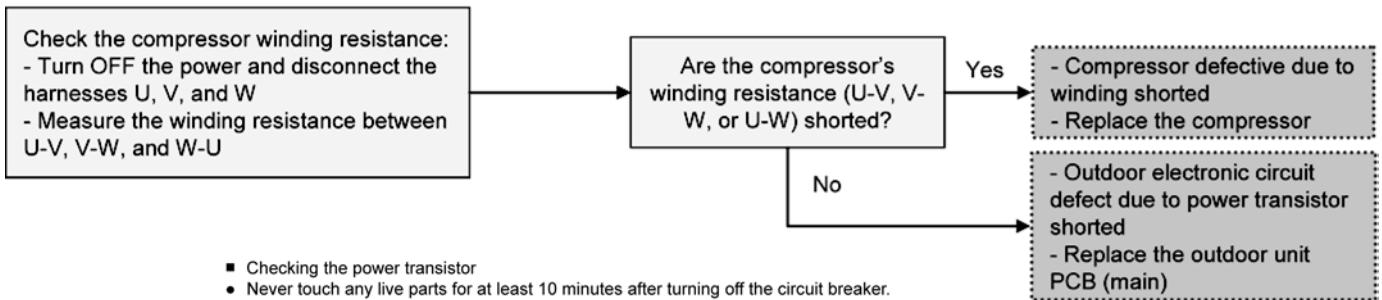 Check the compressor winding resistance:
- Turn OFF the power and disconnect the
harnesses U, V, and W
- Measure the winding resistance between
U-V, V-W, and W-U
Are the compressor's
winding resistance (U-V, V-
W, or U-W) shorted?
Yes
- Compressor defective due to
winding shorted
- Replace the compressor
No
- Outdoor electronic circuit
defect due to power transistor
shorted
- Replace the outdoor unit
PCB (main)
■ Checking the power transistor
● Never touch any live parts for at least 10 minutes after turning off the circuit breaker.